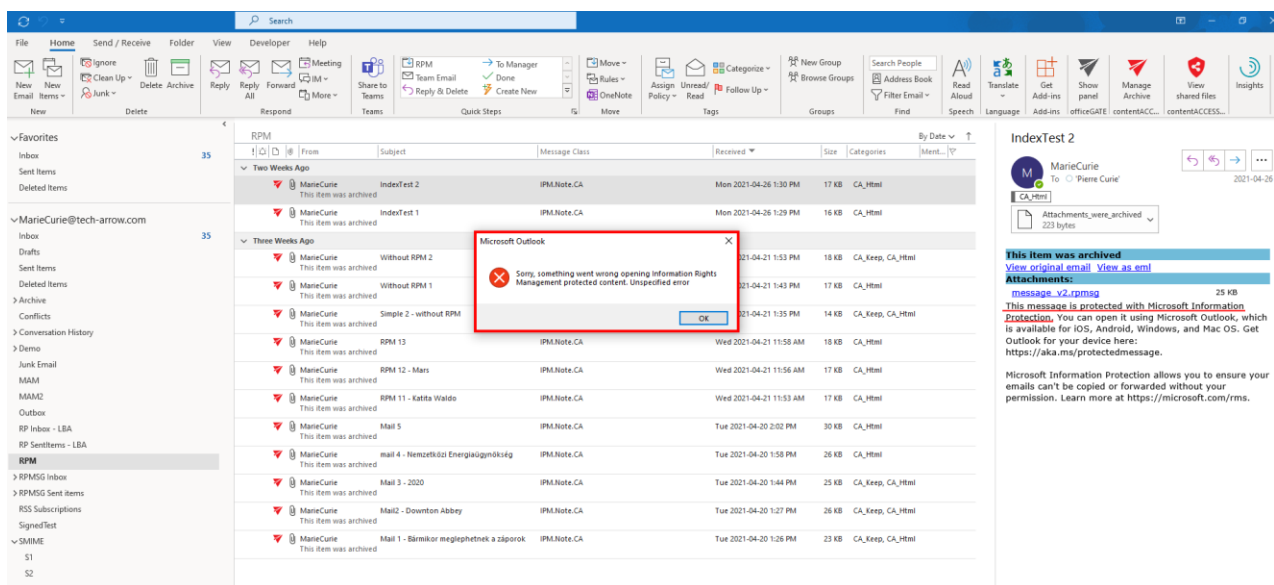 Search
File Home Send / Receive Folder View Developer Help
New Email
New Items
Ignore
Clean Up
Junk
Delete Archive
Reply Reply All Forward
Meeting
IM
More
Share to Teams
RPM
Team Email
Reply & Delete
To Manager
Done
Create New
Move
Rules
OneNote
Assign Policy
Unread/ Read
Categorize
Follow Up
New Group
Browse Groups
Search People
Address Book
Filter Email
Read Aloud
Translate
Get Add-ins
Show panel
Manage Archive
View shared files
Insights
New Delete Respond Teams Quick Steps Move Tags Groups Find Speech Language Add-ins officeGATE contentACC... contentACCESS...
Favorites
Inbox 35
Sent Items
Deleted Items
MarieCurie@tech-arrow.com
Inbox 35
Drafts
Sent Items
Deleted Items
Archive
Conflicts
Conversation History
Demo
Junk Email
MAM
MAM2
Outbox
RP Inbox - LBA
RP SentItems - LBA
RPM
RPMSG Inbox
RPMSG Sent items
RSS Subscriptions
SignedTest
SMIME
S1
S2
RPM By Date
From Subject Message Class Received Size Categories Ment...
Two Weeks Ago
MarieCurie IndexTest 2 IPM.Note.CA Mon 2021-04-26 1:30 PM 17 KB CA_Html
This item was archived
MarieCurie IndexTest 1 IPM.Note.CA Mon 2021-04-26 1:29 PM 16 KB CA_Html
This item was archived
Three Weeks Ago
MarieCurie Without RPM 2 021-04-21 1:53 PM 18 KB CA_Keep, CA_Html
This item was archived
MarieCurie Without RPM 1 021-04-21 1:43 PM 17 KB CA_Html
This item was archived
MarieCurie Simple 2 - without RPM 021-04-21 1:35 PM 14 KB CA_Keep, CA_Html
This item was archived
MarieCurie RPM 13 IPM.Note.CA Wed 2021-04-21 11:58 AM 18 KB CA_Html
This item was archived
MarieCurie RPM 12 - Mars IPM.Note.CA Wed 2021-04-21 11:56 AM 17 KB CA_Html
This item was archived
MarieCurie RPM 11 - Katita Waldo IPM.Note.CA Wed 2021-04-21 11:53 AM 17 KB CA_Html
This item was archived
MarieCurie Mail 5 IPM.Note.CA Tue 2021-04-20 2:02 PM 30 KB CA_Html
This item was archived
MarieCurie mail 4 - Nemzetközi Energiaügynökség IPM.Note.CA Tue 2021-04-20 1:58 PM 26 KB CA_Html
This item was archived
MarieCurie Mail 3 - 2020 IPM.Note.CA Tue 2021-04-20 1:44 PM 25 KB CA_Keep, CA_Html
This item was archived
MarieCurie Mail2 - Downton Abbey IPM.Note.CA Tue 2021-04-20 1:27 PM 26 KB CA_Keep, CA_Html
This item was archived
MarieCurie Mail 1 - Bármikor meglephetnek a záporok IPM.Note.CA Tue 2021-04-20 1:26 PM 23 KB CA_Keep, CA_Html
This item was archived
Microsoft Outlook
Sorry, something went wrong opening Information Rights
Management protected content. Unspecified error
OK
IndexTest 2
M
MarieCurie
To 'Pierre Curie' 2021-04-26
CA_Html
Attachments_were_archived
223 bytes
This item was archived
View original email View as eml
Attachments:
message_v2.rpmsg 25 KB
This message is protected with Microsoft Information
Protection. You can open it using Microsoft Outlook, which
is available for iOS, Android, Windows, and Mac OS. Get
Outlook for your device here:
https://aka.ms/protectedmessage.
Microsoft Information Protection allows you to ensure your
emails can't be copied or forwarded without your
permission. Learn more at https://microsoft.com/rms.